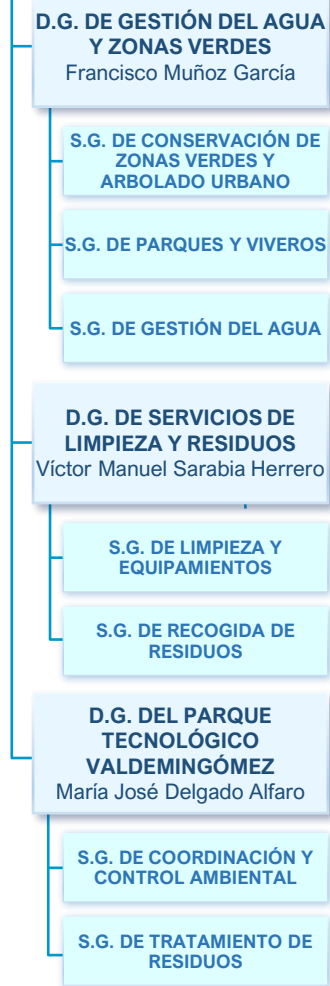 D.G. DE GESTIÓN DEL AGUA
Y ZONAS VERDES
Francisco Muñoz García
S.G. DE CONSERVACIÓN DE
ZONAS VERDES Y
ARBOLADO URBANO
S.G. DE PARQUES Y VIVEROS
S.G. DE GESTIÓN DEL AGUA
D.G. DE SERVICIOS DE
LIMPIEZA Y RESIDUOS
Víctor Manuel Sarabia Herrero
S.G. DE LIMPIEZA Y
EQUIPAMIENTOS
S.G. DE RECOGIDA DE
RESIDUOS
D.G. DEL PARQUE
TECNOLÓGICO
VALDEMINGÓMEZ
María José Delgado Alfaro
S.G. DE COORDINACIÓN Y
CONTROL AMBIENTAL
S.G. DE TRATAMIENTO DE
RESIDUOS